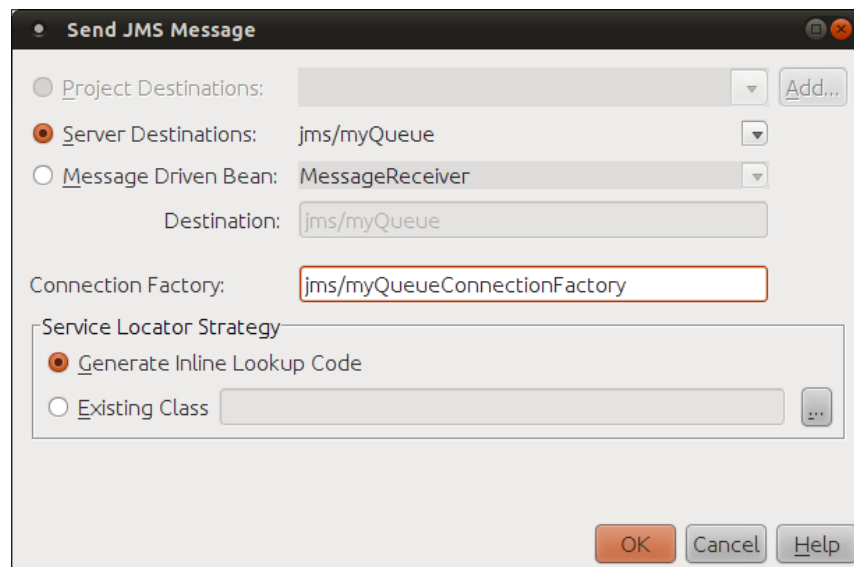 Send JMS Message
Project Destinations: Add...
Server Destinations: jms/myQueue
Message Driven Bean: MessageReceiver
Destination: jms/myQueue
Connection Factory: jms/myQueueConnectionFactory
Service Locator Strategy
Generate Inline Lookup Code
Existing Class ...
OK Cancel Help